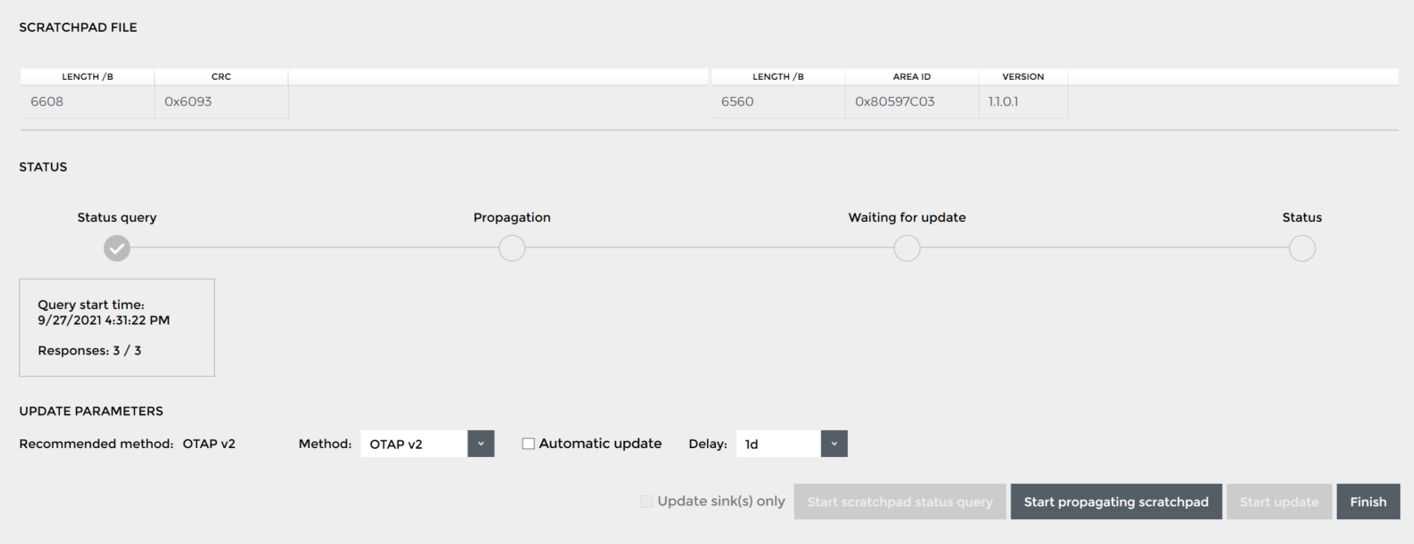 SCRATCHPAD FILE
LENGTH /B CRC LENGTH /B AREA ID VERSION
6608 0x6093 6560 0x80597C03 1.1.0.1
STATUS
Status query Propagation Waiting for update Status
Query start time:
9/27/2021 4:31:22 PM
Responses: 3 / 3
UPDATE PARAMETERS
Recommended method: OTAP v2 Method: OTAP v2 Automatic update Delay: 1d
Update sink(s) only Start scratchpad status query Start propagating scratchpad Start update Finish